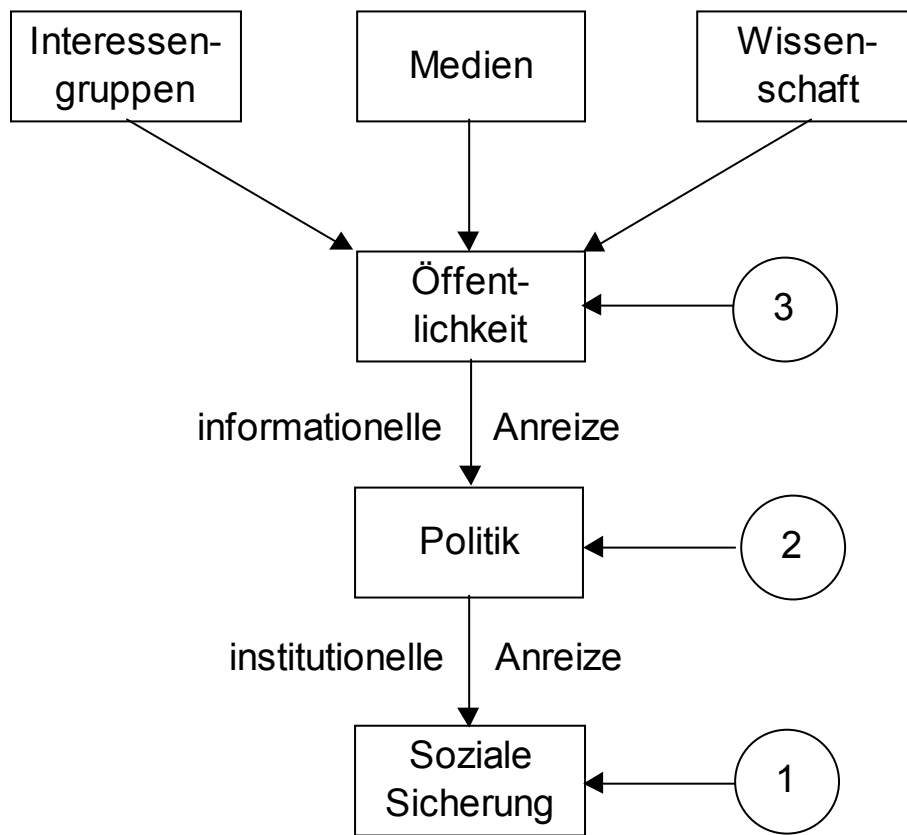 Interessen-
gruppen
Medien
Wissen-
schaft
Öffent-
lichkeit
3
informationelle Anreize
Politik
2
institutionelle Anreize
Soziale
Sicherung
1